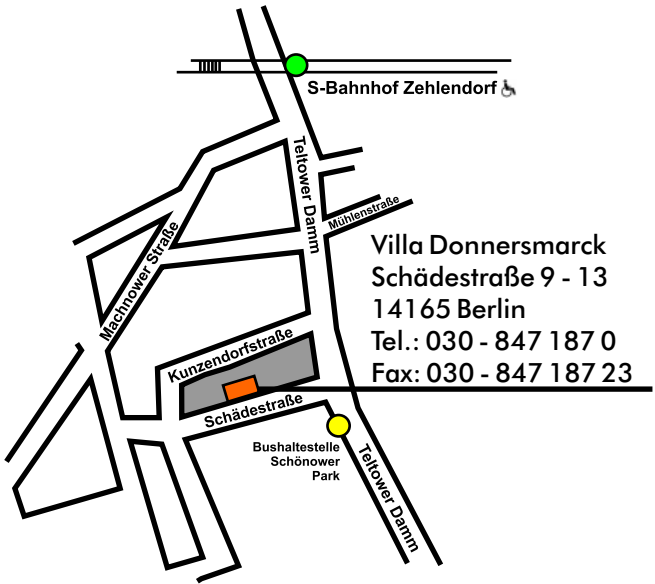 S-Bahnhof Zehlendorf
Teltower Damm
Mühlenstraße
Machnower Straße
Villa Donnersmarck
Schädestraße 9 - 13
14165 Berlin
Tel.: 030 - 847 187 0
Fax: 030 - 847 187 23
Kunzendorfstraße
Schädestraße
Bushaltestelle
Schönower
Park
Teltower Damm